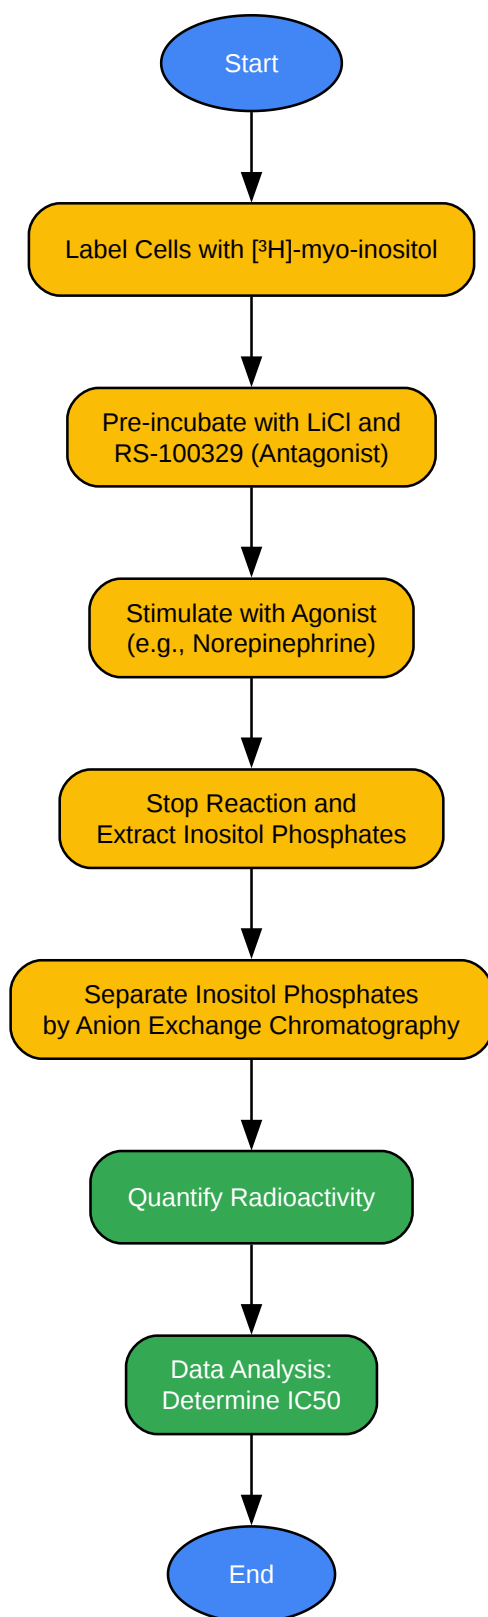 Start
Label Cells with [³H]-myo-inositol
Pre-incubate with LiCl and
RS-100329 (Antagonist)
Stimulate with Agonist
(e.g., Norepinephrine)
Stop Reaction and
Extract Inositol Phosphates
Separate Inositol Phosphates
by Anion Exchange Chromatography
Quantify Radioactivity
Data Analysis:
Determine IC50
End